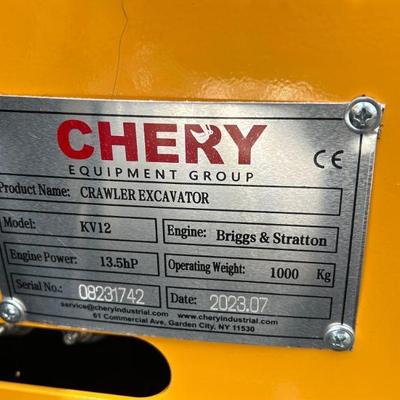 CHERY
EQUIPMENT GROUP
CE
Product Name: CRAWLER EXCAVATOR
Model: KV12 Engine: Briggs & Stratton
Engine Power: 13.5hP Operating Weight: 1000 Kg
Serial No.: 08231742 Date: 2023.07
service@cheryindustrial.com www.cheryindustrial.com
61 Commercial Ave, Garden City, NY 11530